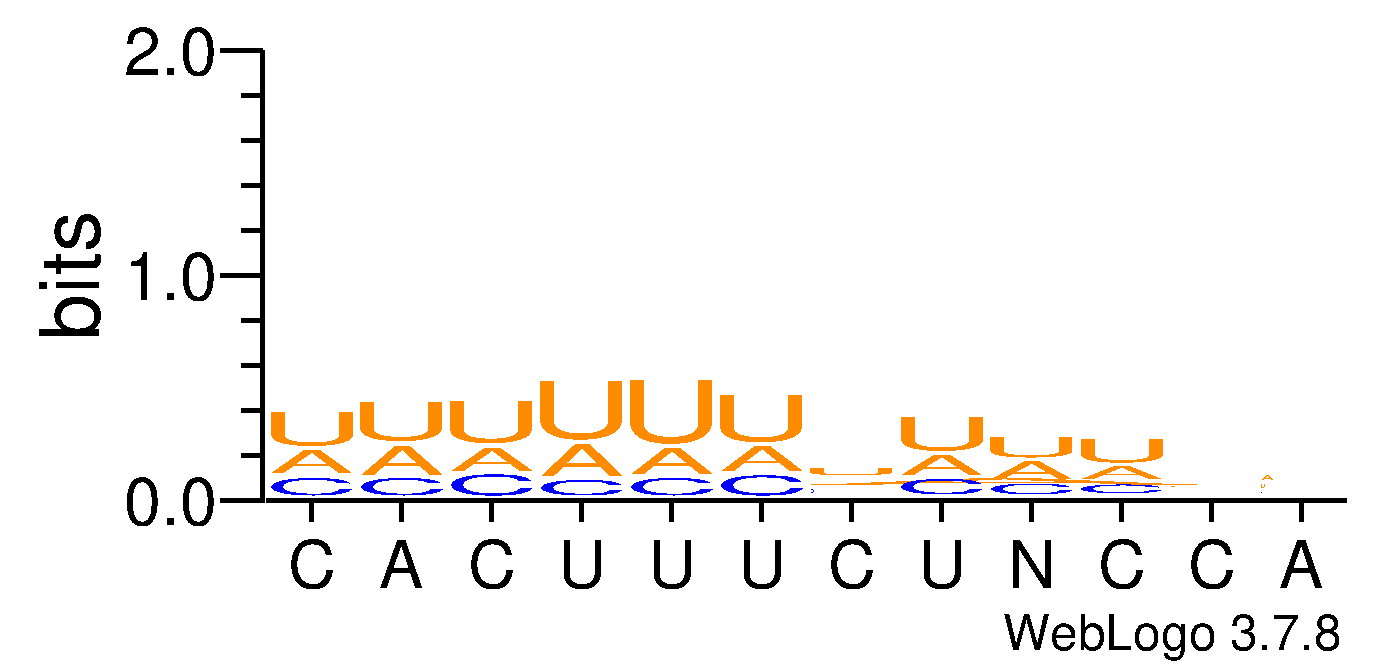 2.0
1.0
0.0
bits
U U U U U U U U U U
A A A A A A A A A A
C C C C C C C C C
C A C U U U C U N C C A
WebLogo 3.7.8